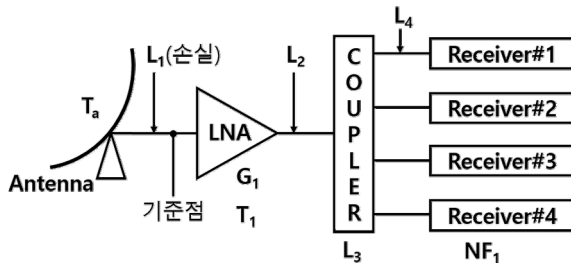 L₁(손실)
L₂
L₄
Tₐ
Antenna
기준점
LNA
G₁
T₁
COUPLER
L₃
Receiver#1
Receiver#2
Receiver#3
Receiver#4
NF₁